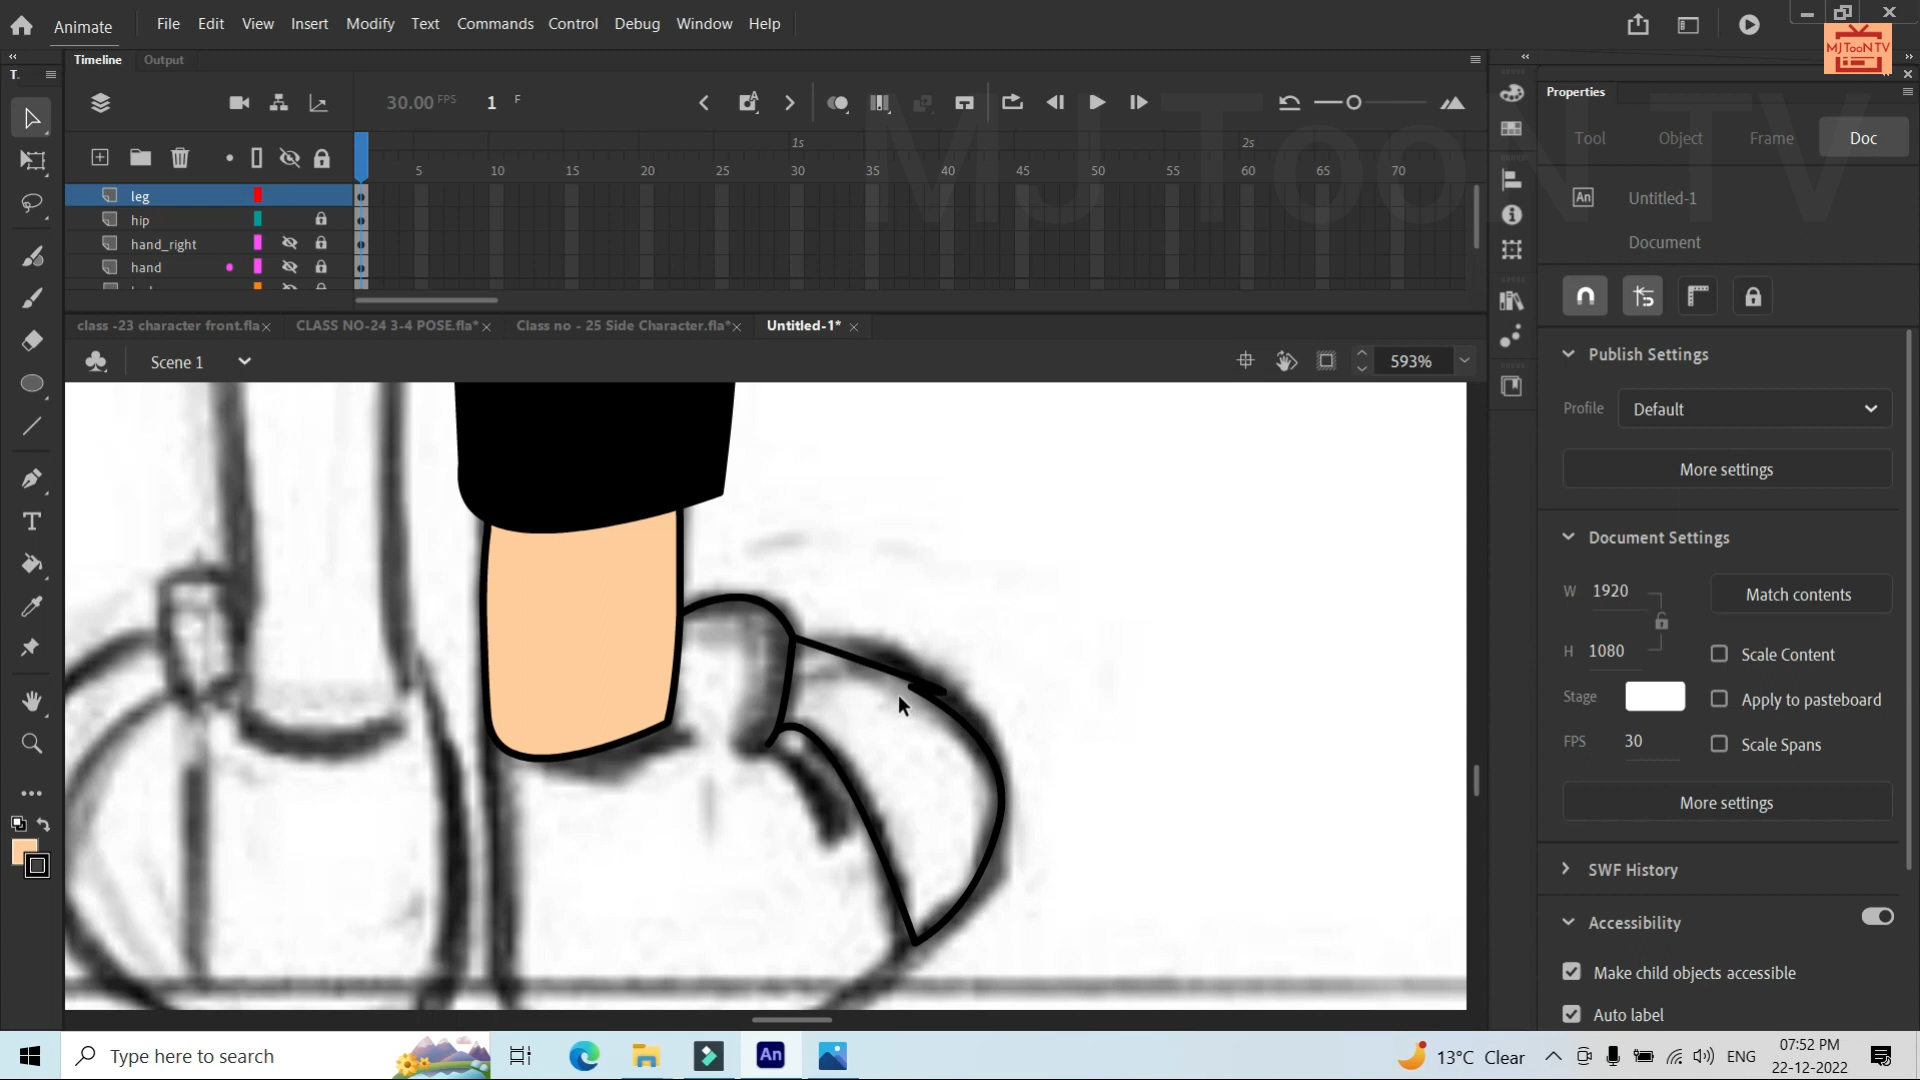 Animate File Edit View Insert Modify Text Commands Control Debug Window Help
MJTooN TV
Timeline Output
T.
Properties
30.00 FPS 1 F
Tool Object Frame Doc
1s 2s
5 10 15 20 25 30 35 40 45 50 55 60 65 70
MJ TooN TV
leg
An Untitled-1
hip
hand_right
Document
hand
class -23 character front.fla× CLASS NO-24 3-4 POSE.fla*× Class no - 25 Side Character.fla*× Untitled-1* ×
Scene 1 593%
Publish Settings
Profile Default
More settings
Document Settings
W 1920 Match contents
H 1080 Scale Content
Stage Apply to pasteboard
FPS 30 Scale Spans
More settings
SWF History
Accessibility
Make child objects accessible
Auto label
Type here to search An 13°C Clear ENG 07:52 PM
22-12-2022